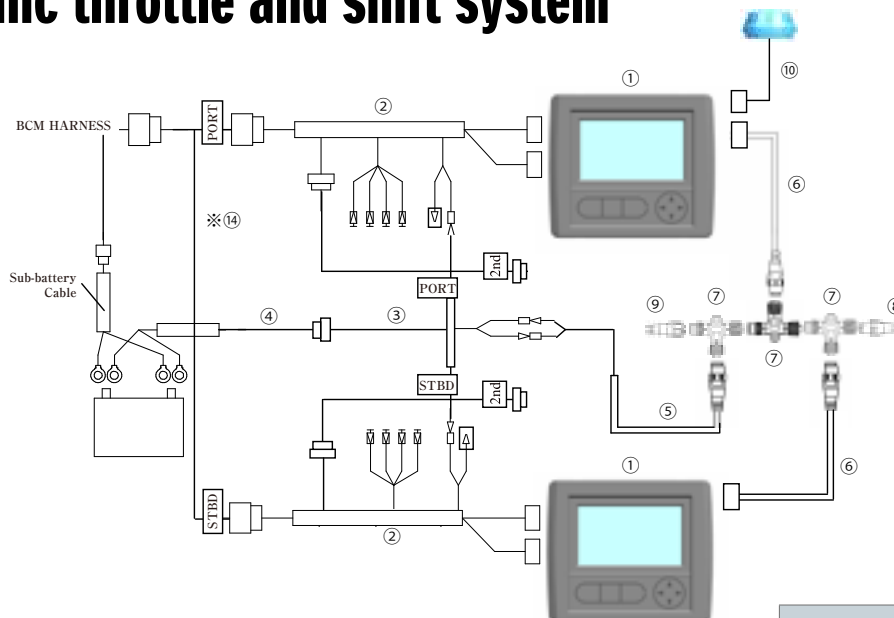 throttle and shift system
⑩
①
②
BCM HARNESS
PORT
⑥
※⑭
2nd
Sub-battery
Cable
PORT
⑨
⑦
⑦
④
③
⑦
STBD
2nd
⑤
①
⑥
STBD
②